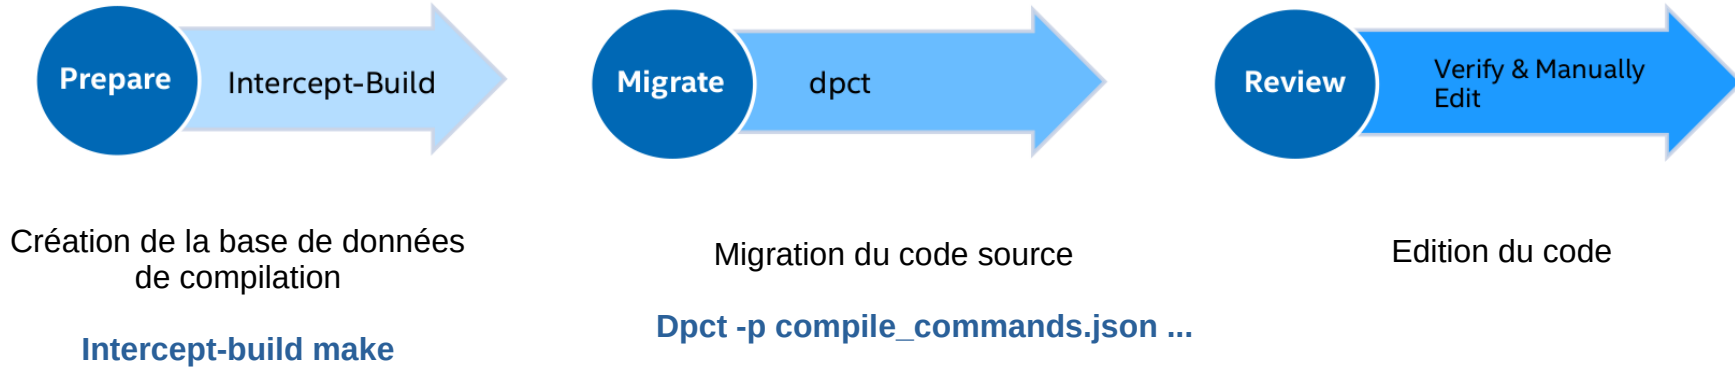 Prepare
Intercept-Build
Migrate
dpct
Review
Verify & Manually
Edit
Création de la base de données
de compilation
Intercept-build make
Migration du code source
Dpct -p compile_commands.json ...
Edition du code